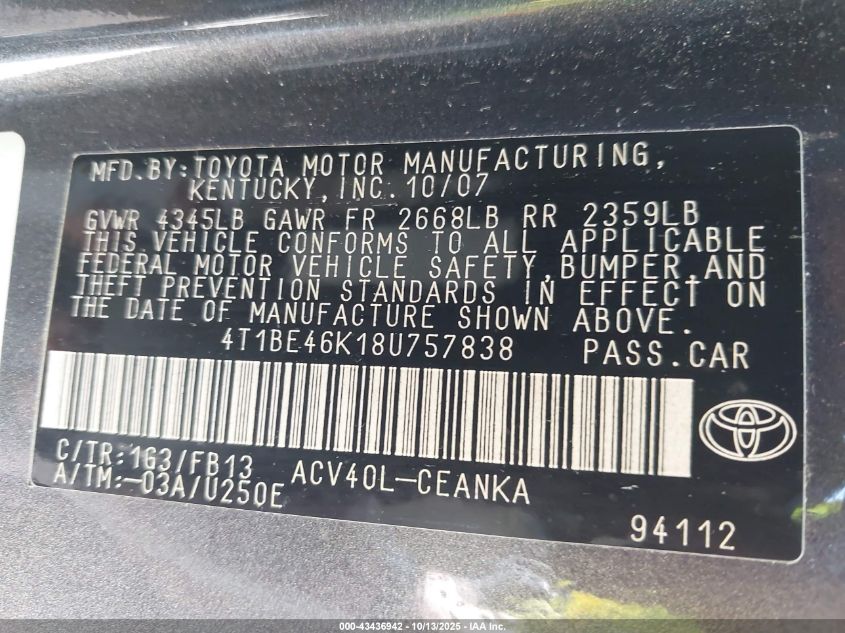 MFD.BY:TOYOTA MOTOR MANUFACTURING,
KENTUCKY,INC.10/07
GVWR 4345LB GAWR FR 2668LB RR 2359LB
THIS VEHICLE CONFORMS TO ALL APPLICABLE
FEDERAL MOTOR VEHICLE SAFETY,BUMPER,AND
THEFT PREVENTION STANDARDS IN EFFECT ON
THE DATE OF MANUFACTURE SHOWN ABOVE.
4T1BE46K18U757838 PASS.CAR
C/TR:1G3/FB13 ACV40L-CEANKA
A/TM:-03A/U250E
94112
000-43436942 - 10/13/2025 - IAA Inc.